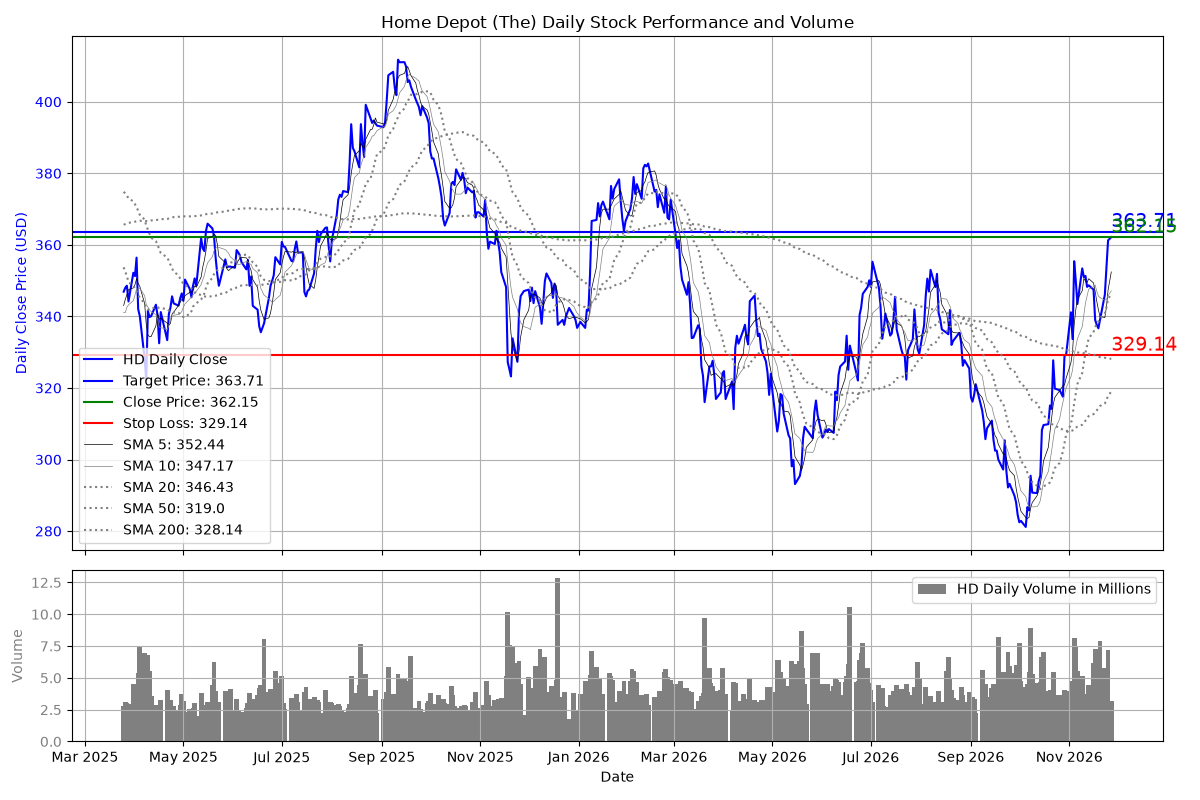 Home Depot (The) Daily Stock Performance and Volume
Daily Close Price (USD)
400
380
360
340
320
300
280
363.71
362.15
329.14
HD Daily Close
Target Price: 363.71
Close Price: 362.15
Stop Loss: 329.14
SMA 5: 352.44
SMA 10: 347.17
SMA 20: 346.43
SMA 50: 319.0
SMA 200: 328.14
Volume
12.5
10.0
7.5
5.0
2.5
0.0
HD Daily Volume in Millions
Mar 2025 May 2025 Jul 2025 Sep 2025 Nov 2025 Jan 2026 Mar 2026 May 2026 Jul 2026 Sep 2026 Nov 2026
Date